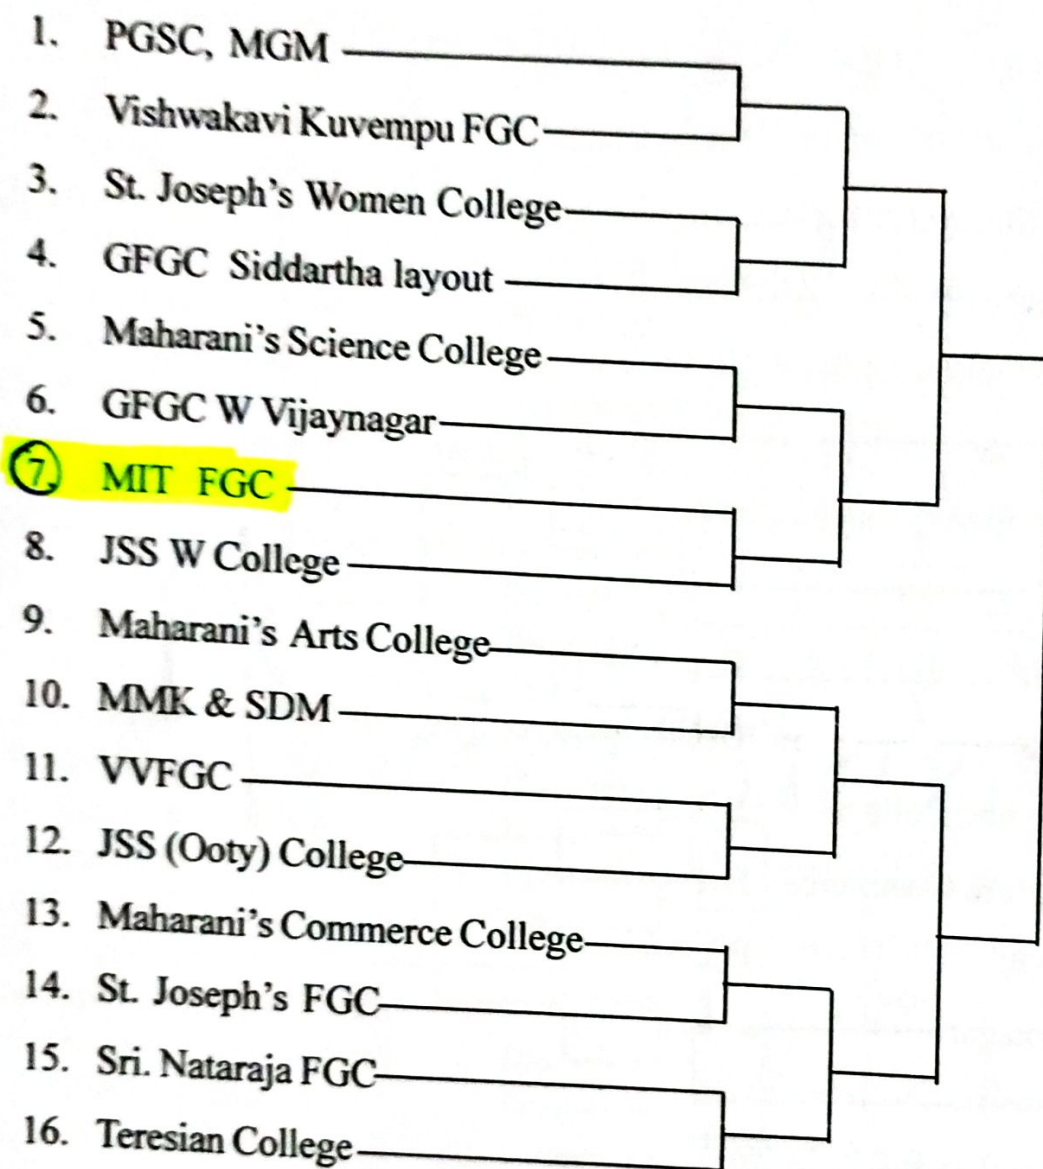 1. PGSC, MGM
2. Vishwakavi Kuvempu FGC
3. St. Joseph's Women College
4. GFGC Siddartha layout
5. Maharani's Science College
6. GFGC W Vijaynagar
7. MIT FGC
8. JSS W College
9. Maharani's Arts College
10. MMK & SDM
11. VVFGC
12. JSS (Ooty) College
13. Maharani's Commerce College
14. St. Joseph's FGC
15. Sri. Nataraja FGC
16. Teresian College